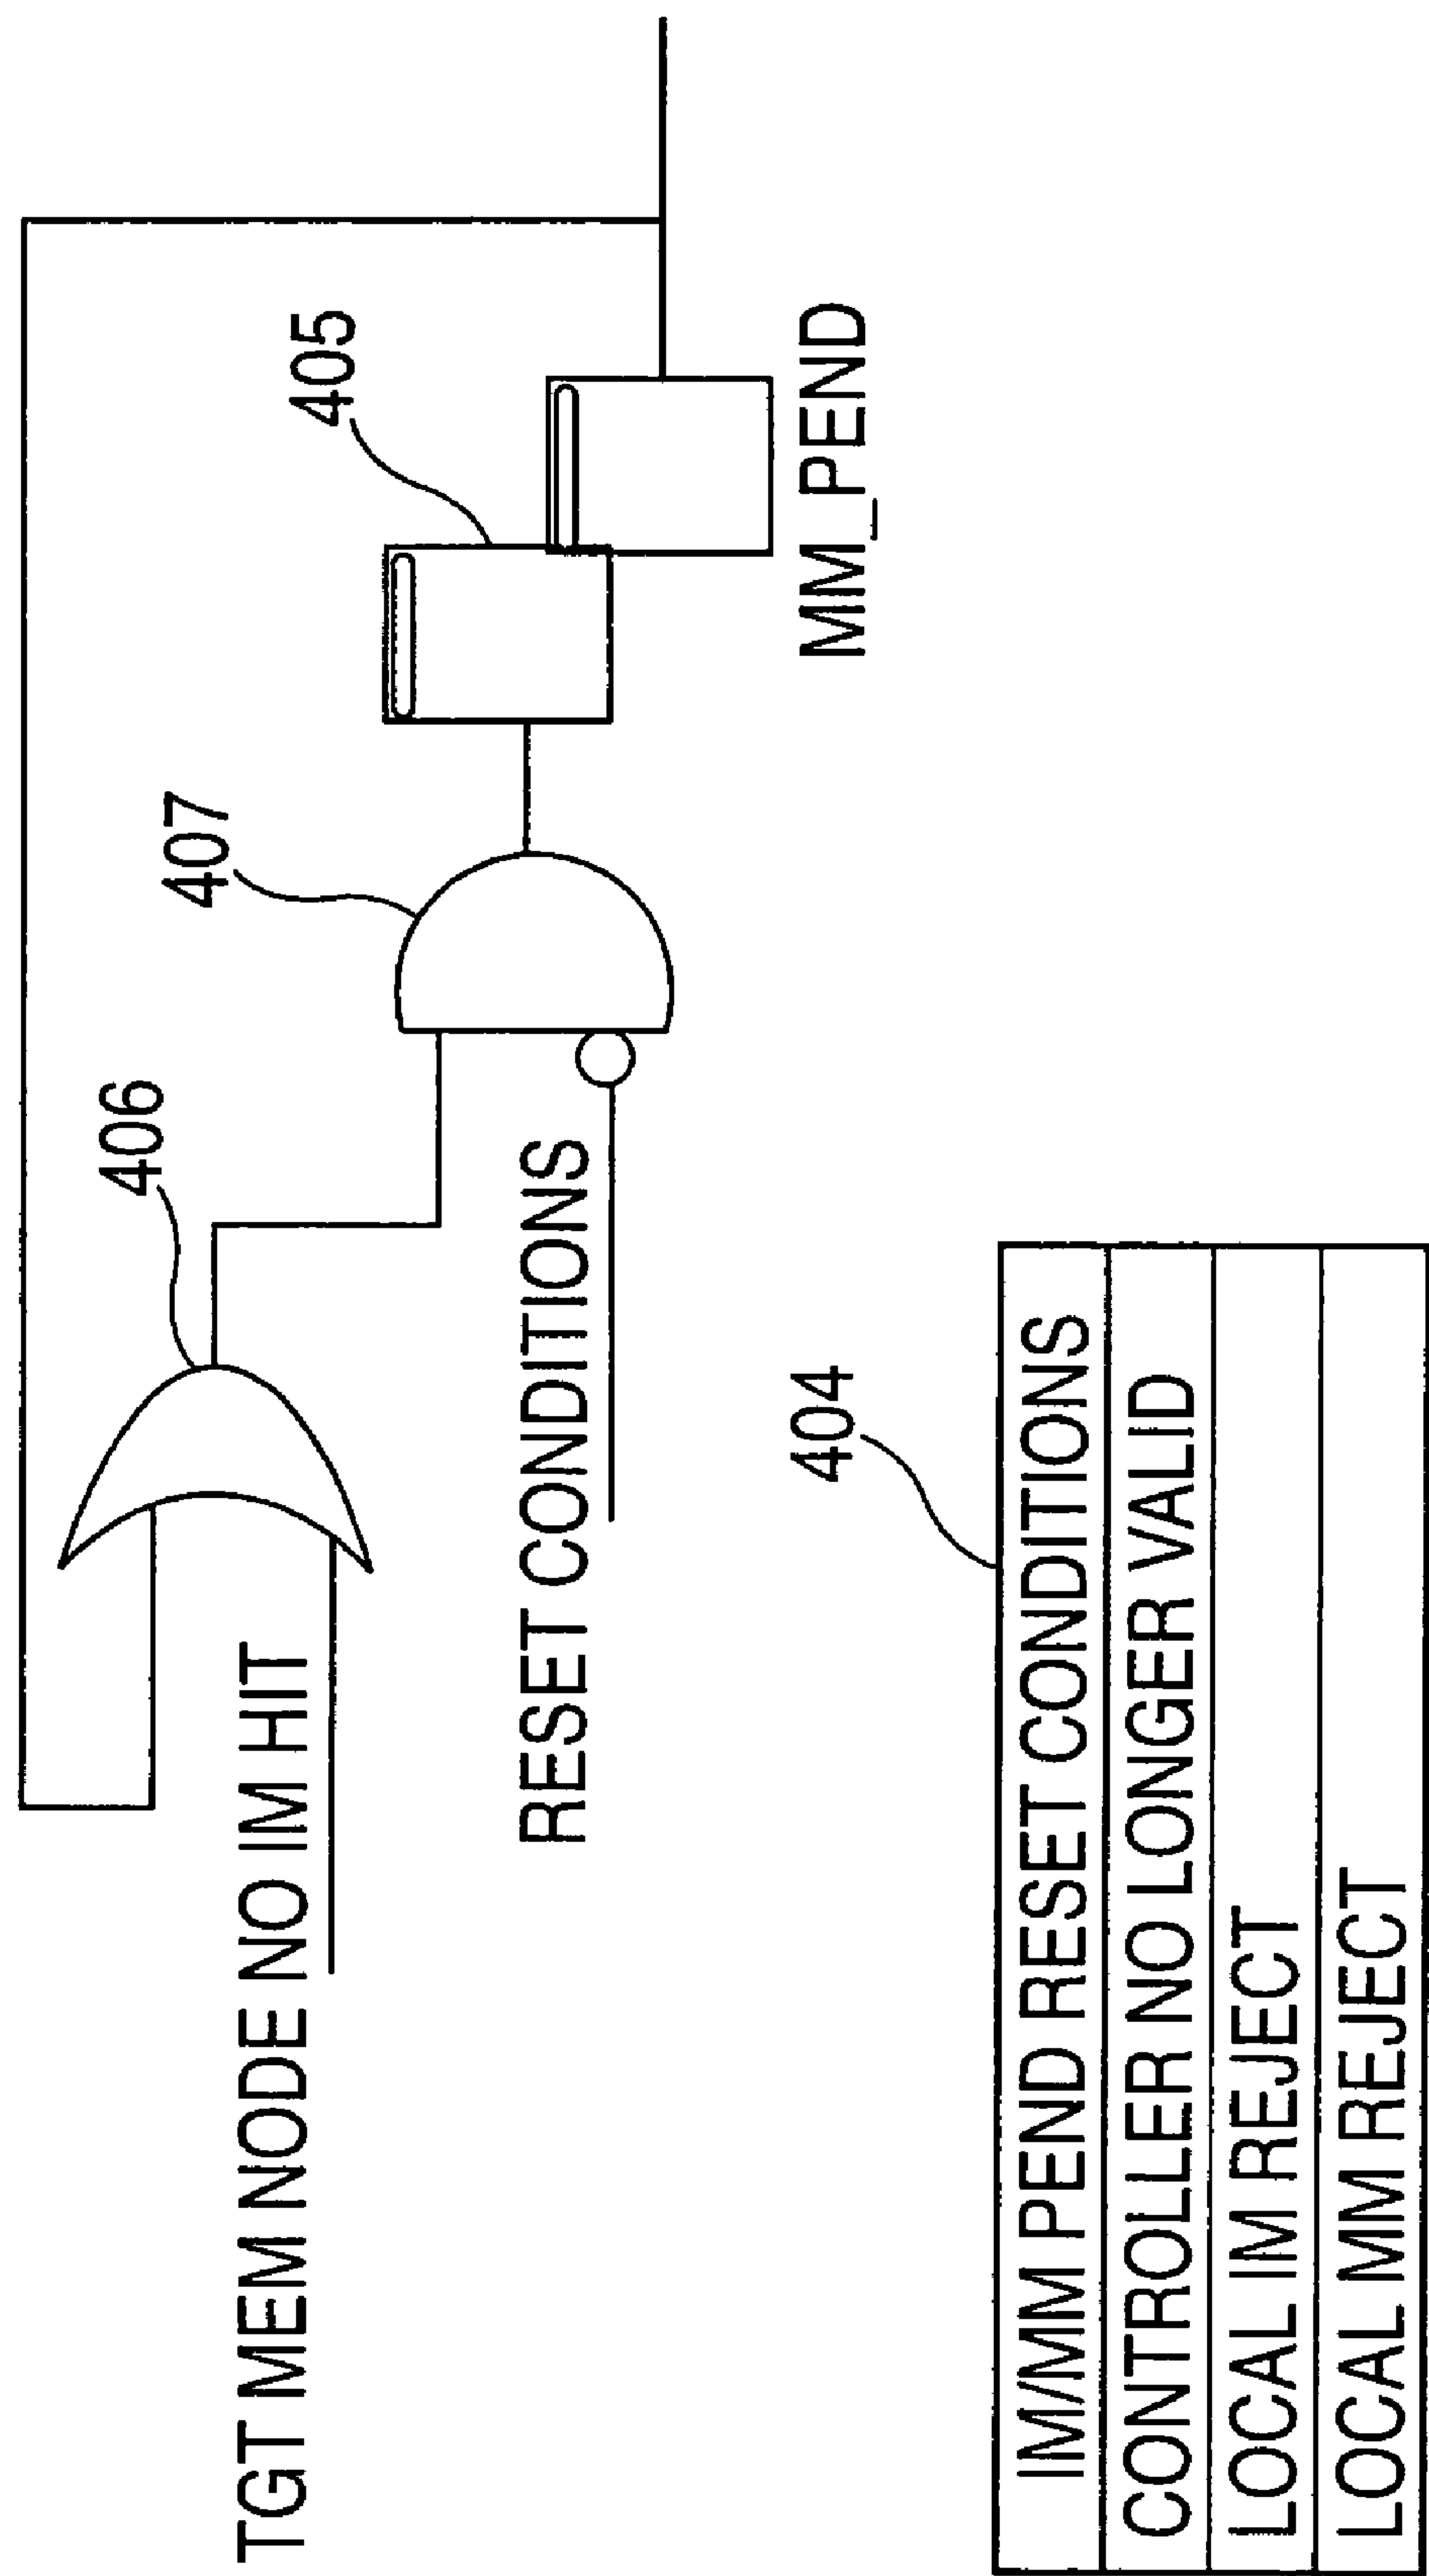 TGT MEM NODE NO IM HIT
406
RESET CONDITIONS
407
405
MM_PEND
404
IM/MM PEND RESET CONDITIONS
CONTROLLER NO LONGER VALID
LOCAL IM REJECT
LOCAL MM REJECT